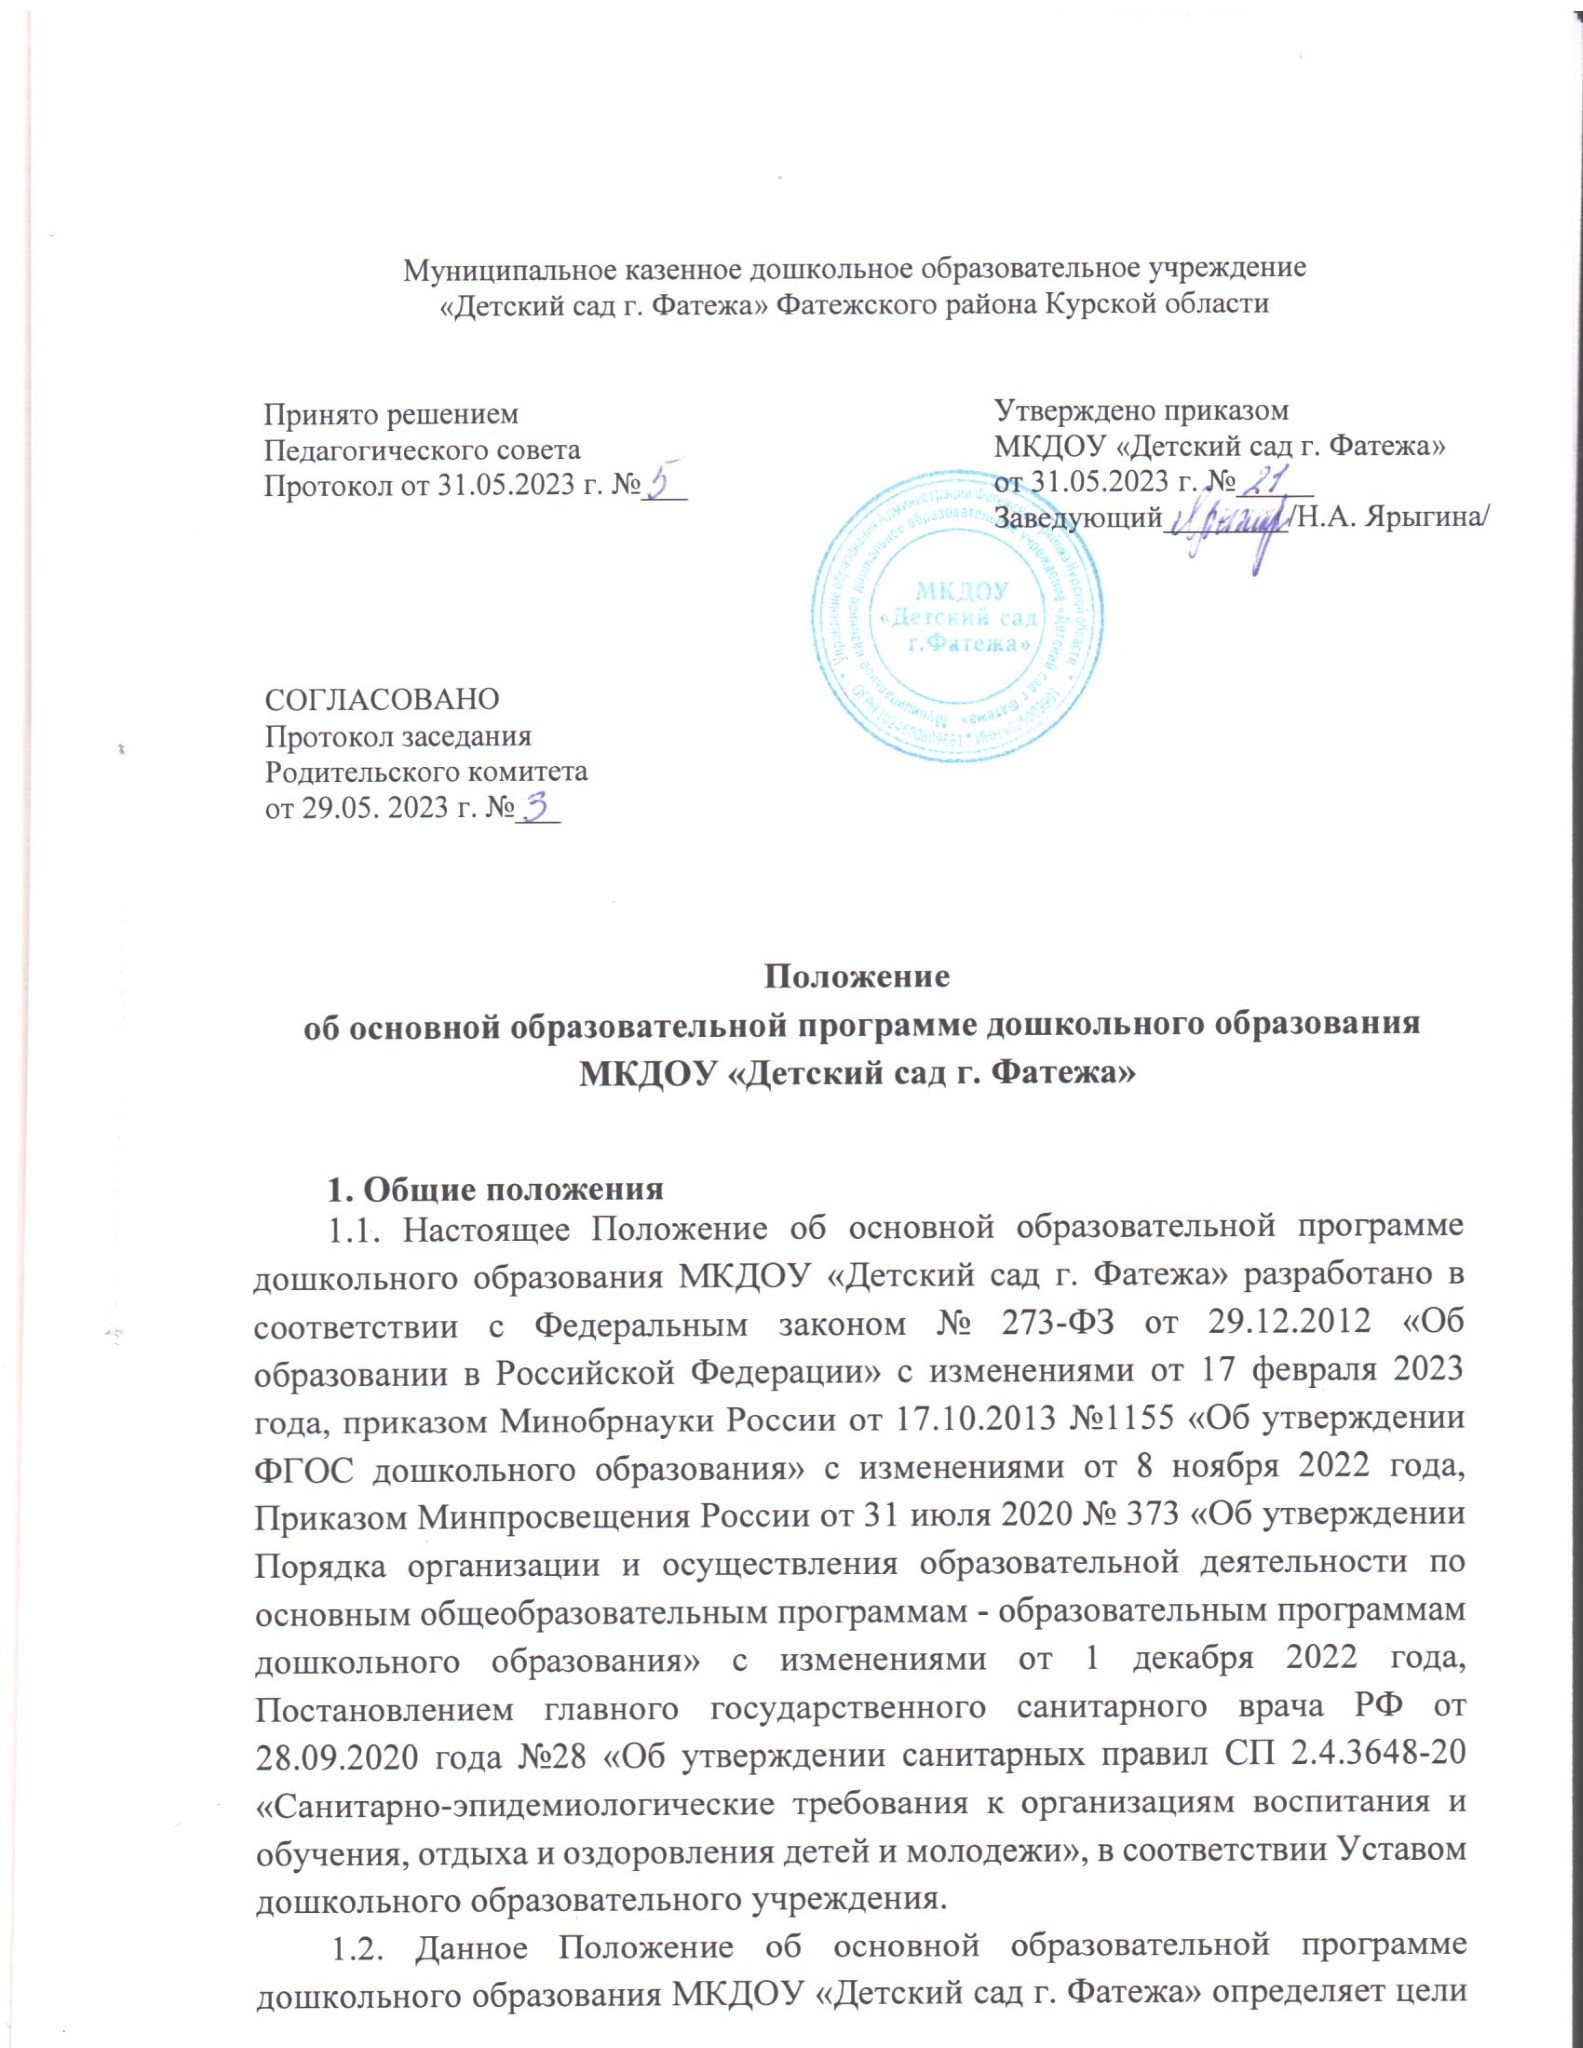 Муниципальное казенное дошкольное образовательное учреждение
«Детский сад г. Фатежа» Фатежского района Курской области
Принято решением
Педагогического совета
Протокол от 31.05.2023 г. № 5
Утверждено приказом
МКДОУ «Детский сад г. Фатежа»
от 31.05.2023 г. № 21
Заведующий /Н.А. Ярыгина/
МКДОУ
«Детский сад
г.Фатежа»
СОГЛАСОВАНО
Протокол заседания
Родительского комитета
от 29.05. 2023 г. № 3
Положение
об основной образовательной программе дошкольного образования
МКДОУ «Детский сад г. Фатежа»
1. Общие положения
1.1. Настоящее Положение об основной образовательной программе
дошкольного образования МКДОУ «Детский сад г. Фатежа» разработано в
соответствии с Федеральным законом № 273-ФЗ от 29.12.2012 «Об
образовании в Российской Федерации» с изменениями от 17 февраля 2023
года, приказом Минобрнауки России от 17.10.2013 №1155 «Об утверждении
ФГОС дошкольного образования» с изменениями от 8 ноября 2022 года,
Приказом Минпросвещения России от 31 июля 2020 № 373 «Об утверждении
Порядка организации и осуществления образовательной деятельности по
основным общеобразовательным программам - образовательным программам
дошкольного образования» с изменениями от 1 декабря 2022 года,
Постановлением главного государственного санитарного врача РФ от
28.09.2020 года №28 «Об утверждении санитарных правил СП 2.4.3648-20
«Санитарно-эпидемиологические требования к организациям воспитания и
обучения, отдыха и оздоровления детей и молодежи», в соответствии Уставом
дошкольного образовательного учреждения.
1.2. Данное Положение об основной образовательной программе
дошкольного образования МКДОУ «Детский сад г. Фатежа» определяет цели